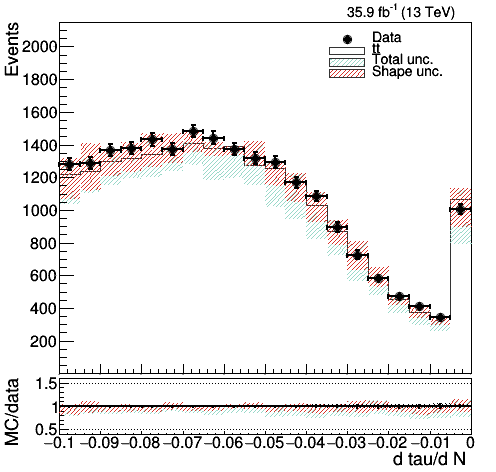 35.9 fb⁻¹ (13 TeV)
Events
2000
1800
1600
1400
1200
1000
800
600
400
200
Data
tt̄
Total unc.
Shape unc.
MC/data
1.5
1
0.5
−0.1 −0.09 −0.08 −0.07 −0.06 −0.05 −0.04 −0.03 −0.02 −0.01 0
d tau/d N